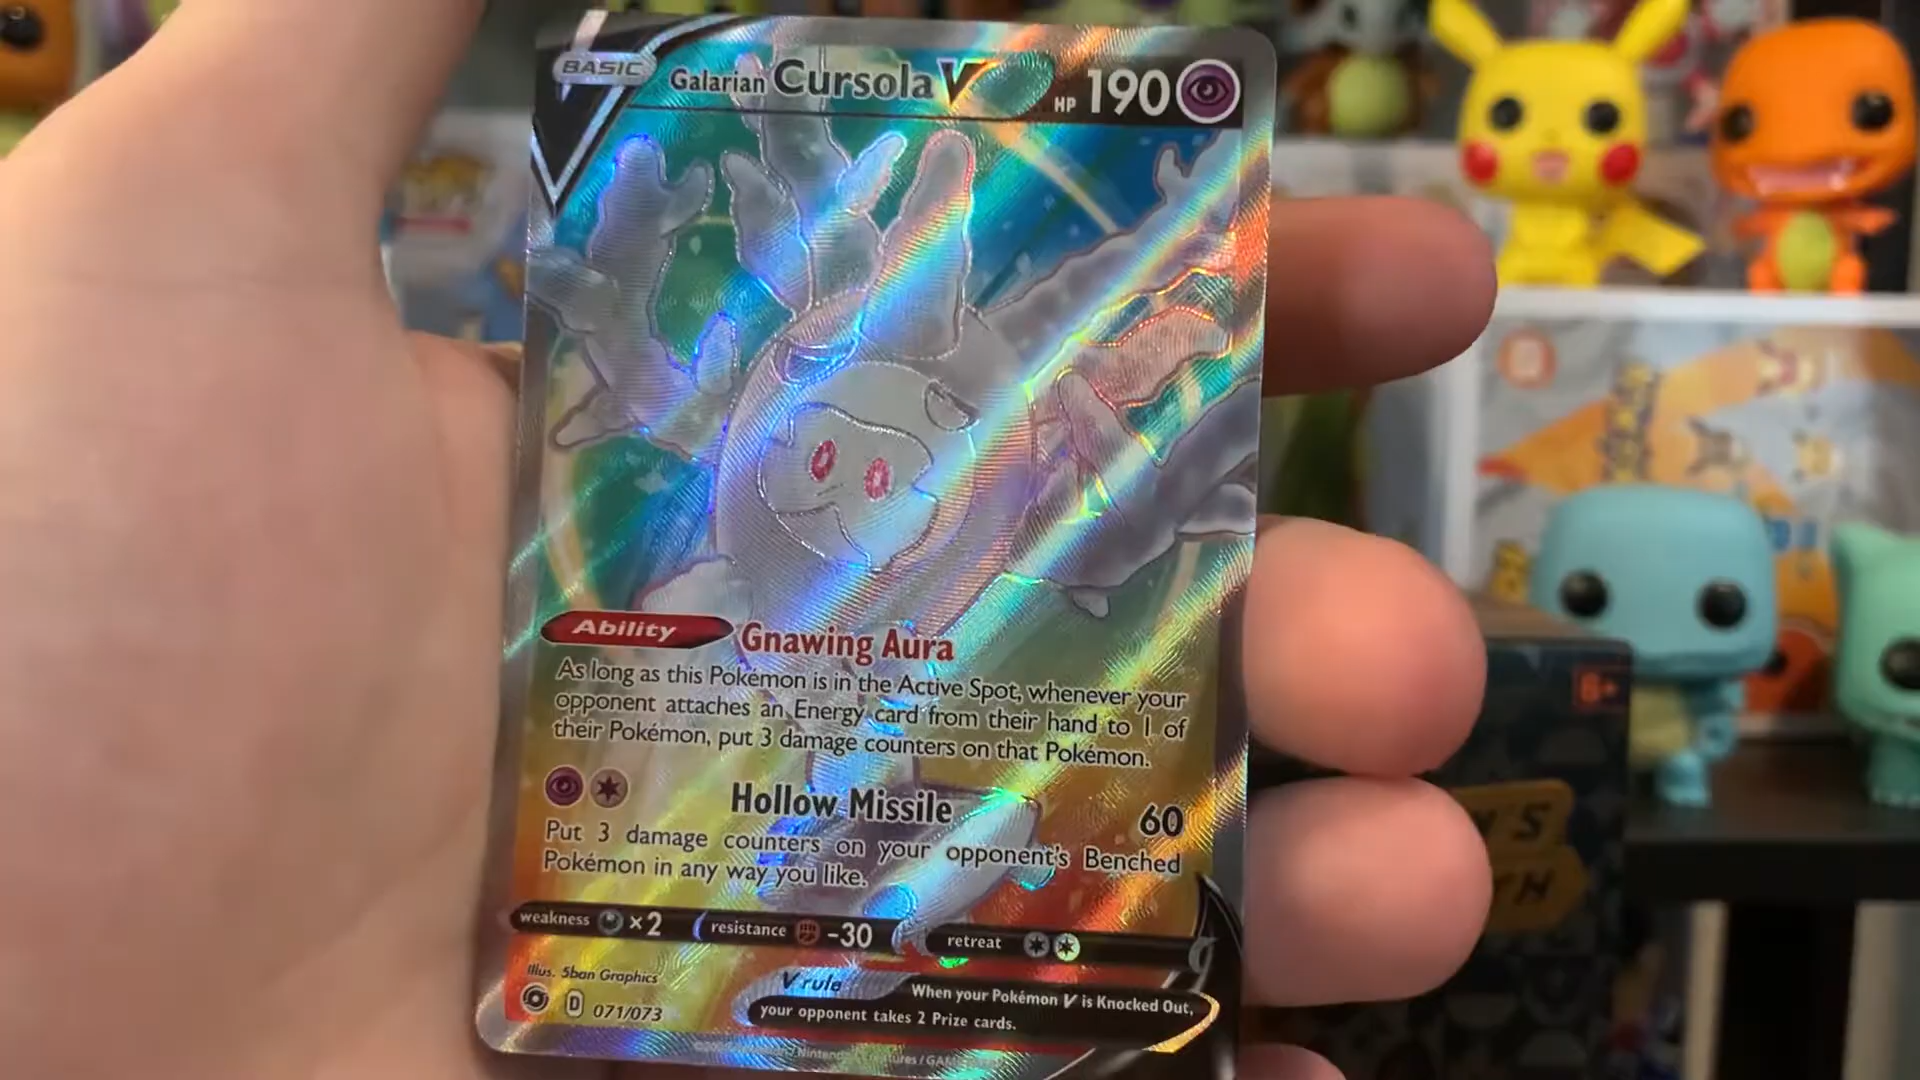 BASIC
Galarian Cursola V HP 190
Ability Gnawing Aura
As long as this Pokémon is in the Active Spot, whenever your
opponent attaches an Energy card from their hand to 1 of
their Pokémon, put 3 damage counters on that Pokémon.
Hollow Missile 60
Put 3 damage counters on your opponent's Benched
Pokémon in any way you like.
weakness ×2 resistance -30 retreat
Illus. 5ban Graphics
D 071/073
V rule When your Pokémon V is Knocked Out,
your opponent takes 2 Prize cards.
6+